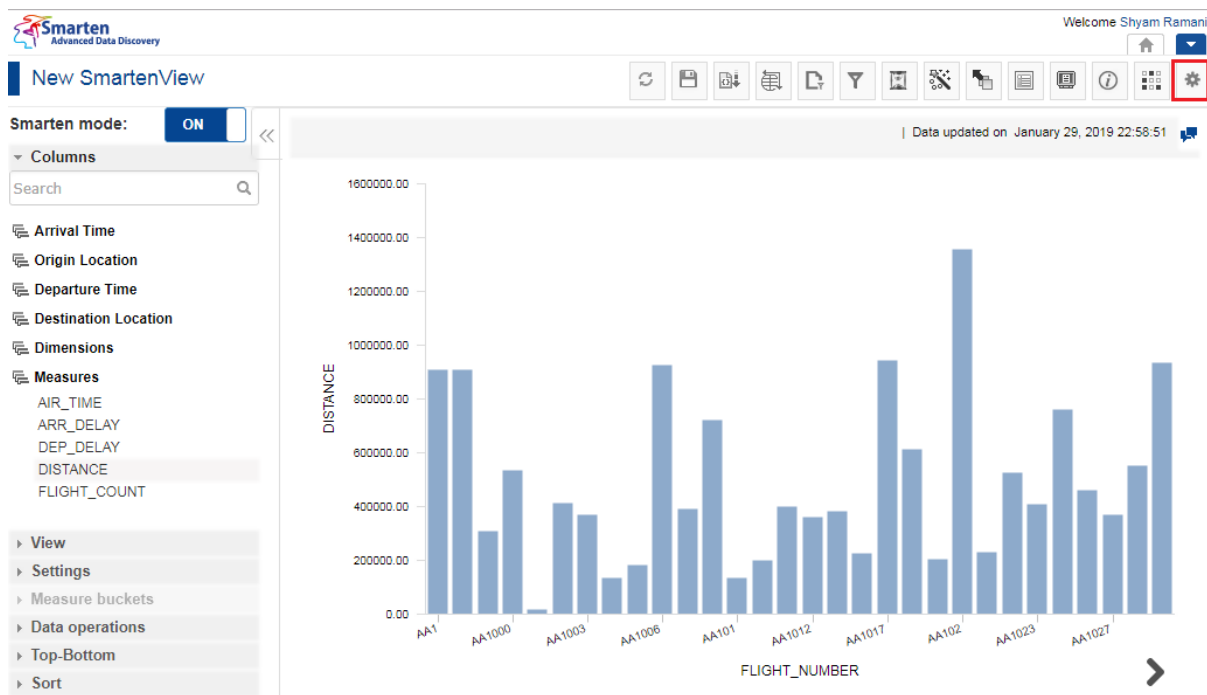 Smarten
Advanced Data Discovery
Welcome Shyam Ramani
New SmartenView
Smarten mode:
ON
Columns
Search
Arrival Time
Origin Location
Departure Time
Destination Location
Dimensions
Measures
AIR_TIME
ARR_DELAY
DEP_DELAY
DISTANCE
FLIGHT_COUNT
View
Settings
Measure buckets
Data operations
Top-Bottom
Sort
| Data updated on January 29, 2019 22:58:51
1600000.00
1400000.00
1200000.00
1000000.00
800000.00
600000.00
400000.00
200000.00
0.00
DISTANCE
AA1
AA1000
AA1003
AA1006
AA101
AA1012
AA1017
AA102
AA1023
AA1027
FLIGHT_NUMBER